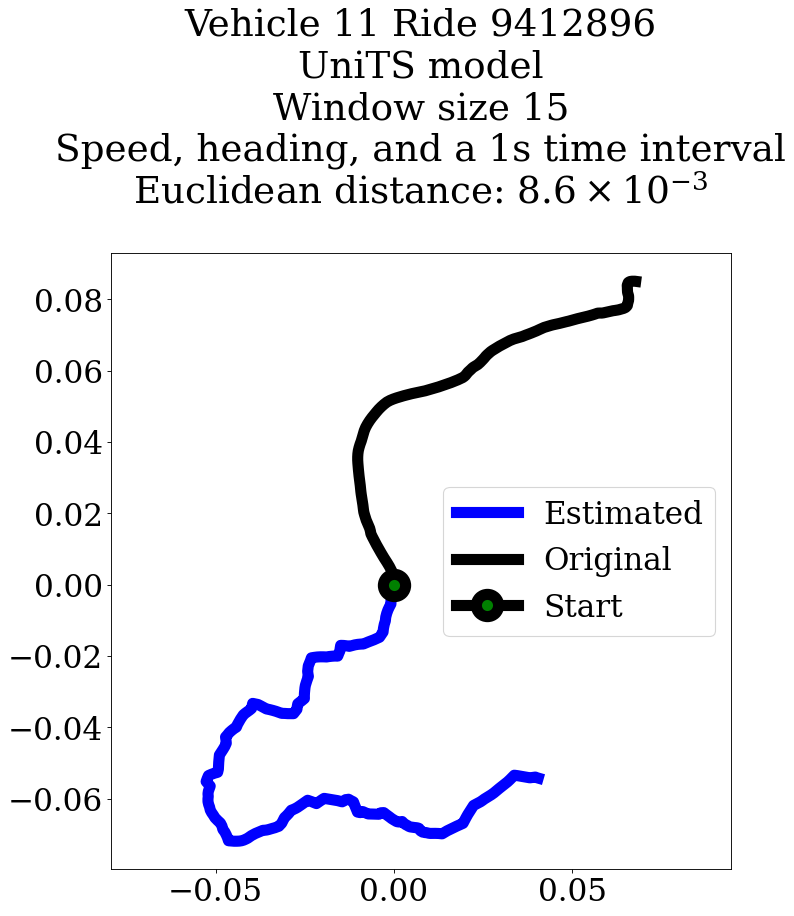 Vehicle 11 Ride 9412896
UniTS model
Window size 15
Speed, heading, and a 1s time interval
Euclidean distance: 8.6 × 10⁻³
0.08
0.06
0.04
0.02
0.00
−0.02
−0.04
−0.06
Estimated
Original
Start
−0.05
0.00
0.05